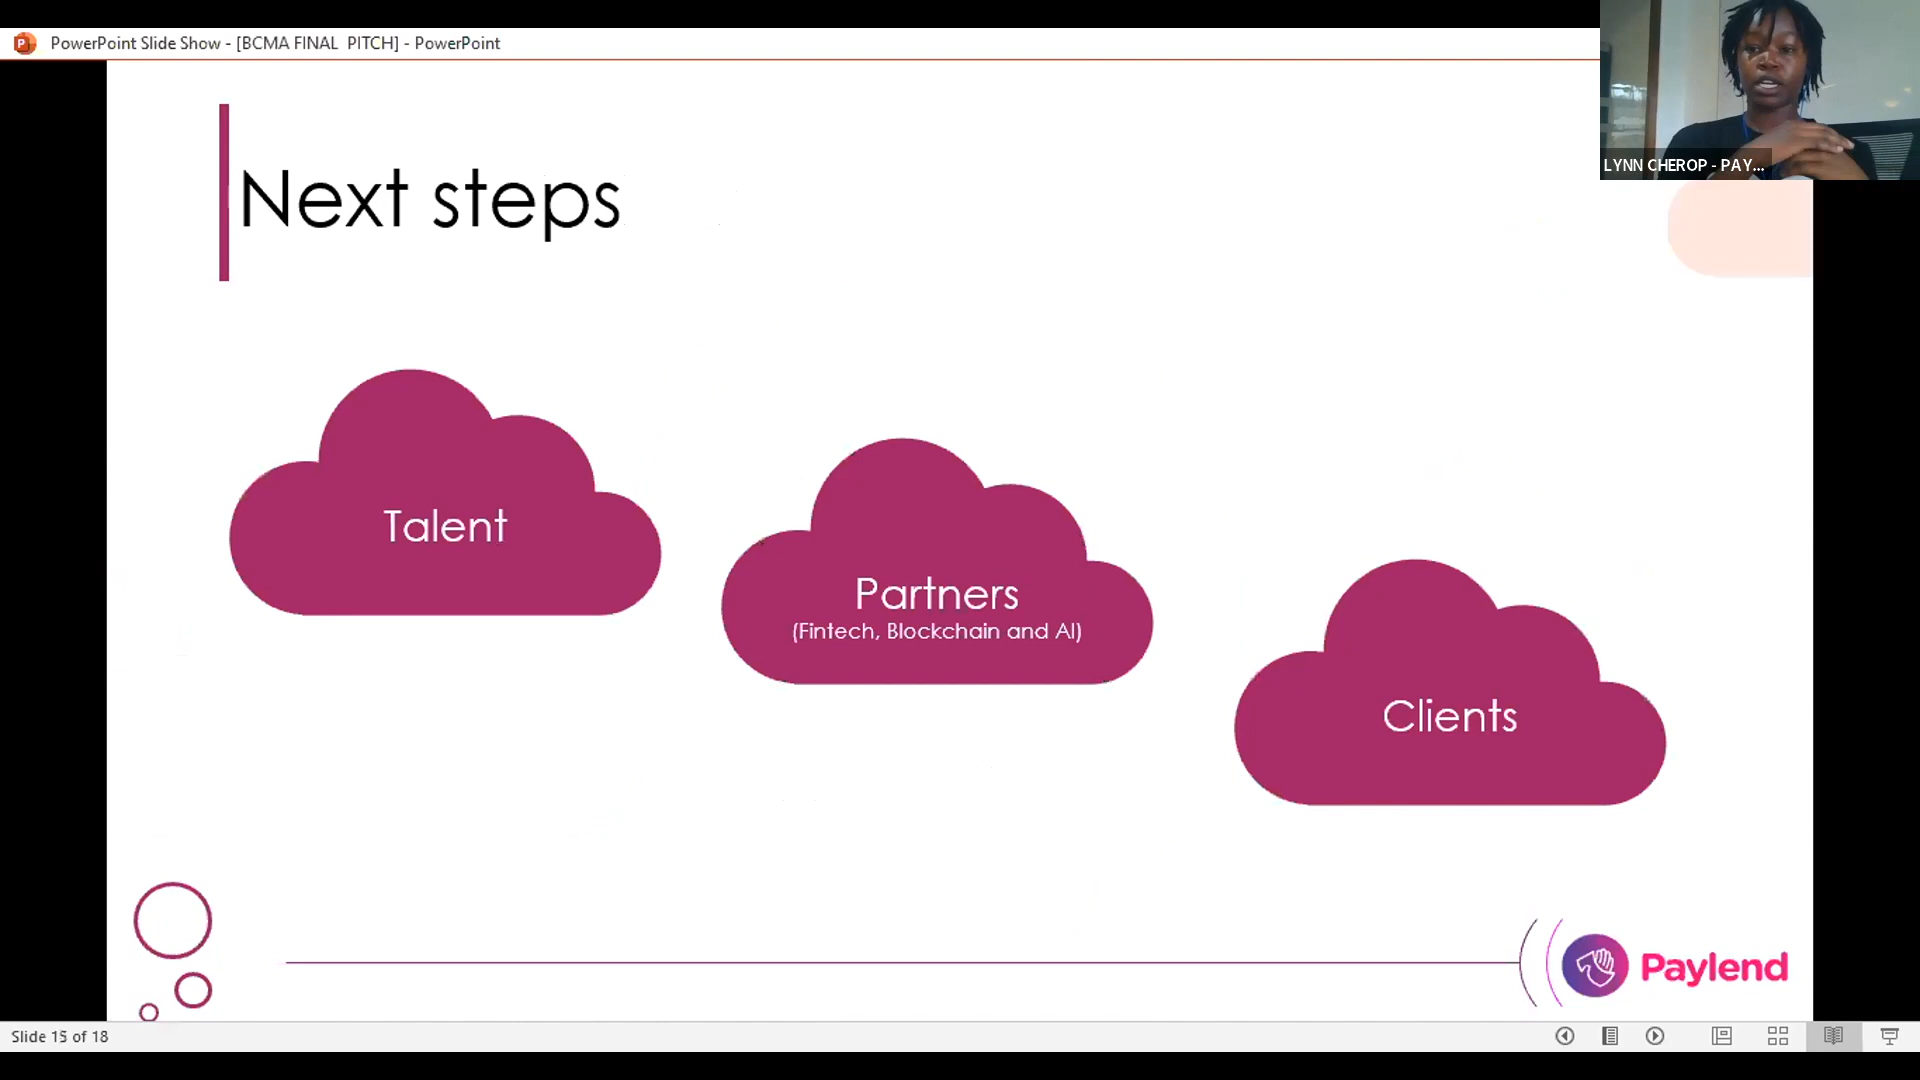 PowerPoint Slide Show - [BCMA FINAL  PITCH] - PowerPoint
LYNN CHEROP - PAY...
Next steps
Talent
Partners
(Fintech, Blockchain and AI)
Clients
Paylend
Slide 15 of 18